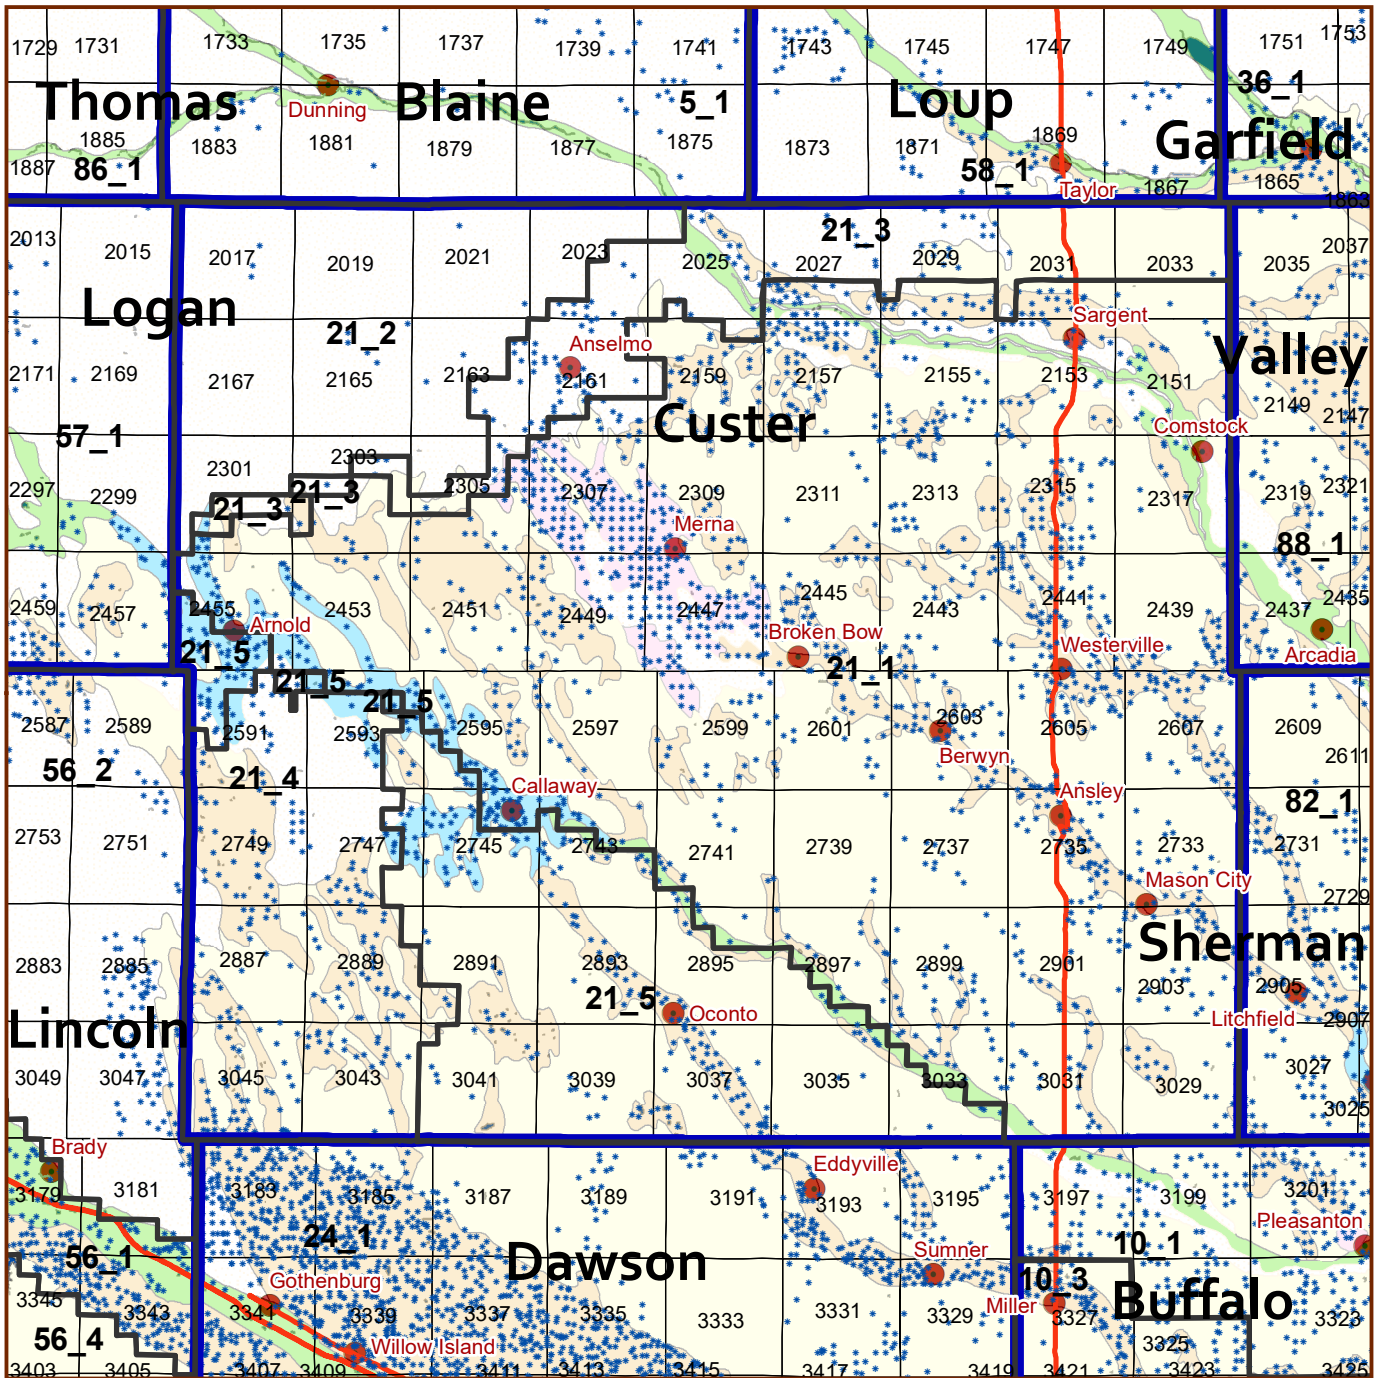 1729 1731 1733 1735 1737 1739 1741 1743 1745 1747 1749 1751 1753
Thomas Dunning Blaine 5_1 Loup 36_1
1885 1883 1881 1879 1877 1875 1873 1871 1869 Garfield
1887 86_1 58_1 Taylor 1867 1865 1863
2013 2015 2017 2019 2021 2023 2025 2027 21_3 2029 2031 2033 2035 2037
Logan 21_2 Anselmo Sargent Valley
2171 2169 2167 2165 2163 2161 2159 2157 2155 2153 2151 2149 2147
57_1 Custer Comstock
2297 2299 2301 2303 2305 2307 2309 2311 2313 2315 2317 2319 2321
21_3 21_3 Merna 88_1
2459 2457 2455 2453 2451 2449 2447 2445 2443 2441 2439 2437 2435
Arnold Broken Bow Westerville Arcadia
21_5 21_5 21_5 21_1
2587 2589 2591 2593 2595 2597 2599 2601 2603 2605 2607 2609 2611
56_2 21_4 Callaway Berwyn Ansley 82_1
2753 2751 2749 2747 2745 2743 2741 2739 2737 2735 2733 2731 2729
Mason City
Sherman
2883 2885 2887 2889 2891 2893 2895 2897 2899 2901 2903 2905 2907
Lincoln 21_5 Oconto Litchfield
3049 3047 3045 3043 3041 3039 3037 3035 3033 3031 3029 3027 3025
Brady Eddyville
3179 3181 3183 3185 3187 3189 3191 3193 3195 3197 3199 3201
56_1 24_1 Dawson Sumner 10_1 Pleasanton
Gothenburg 10_3 Buffalo
3345 3343 3341 3339 3337 3335 3333 3331 3329 Miller 3327 3325 3323
56_4 Willow Island
3403 3405 3407 3409 3411 3413 3415 3417 3419 3421 3423 3425